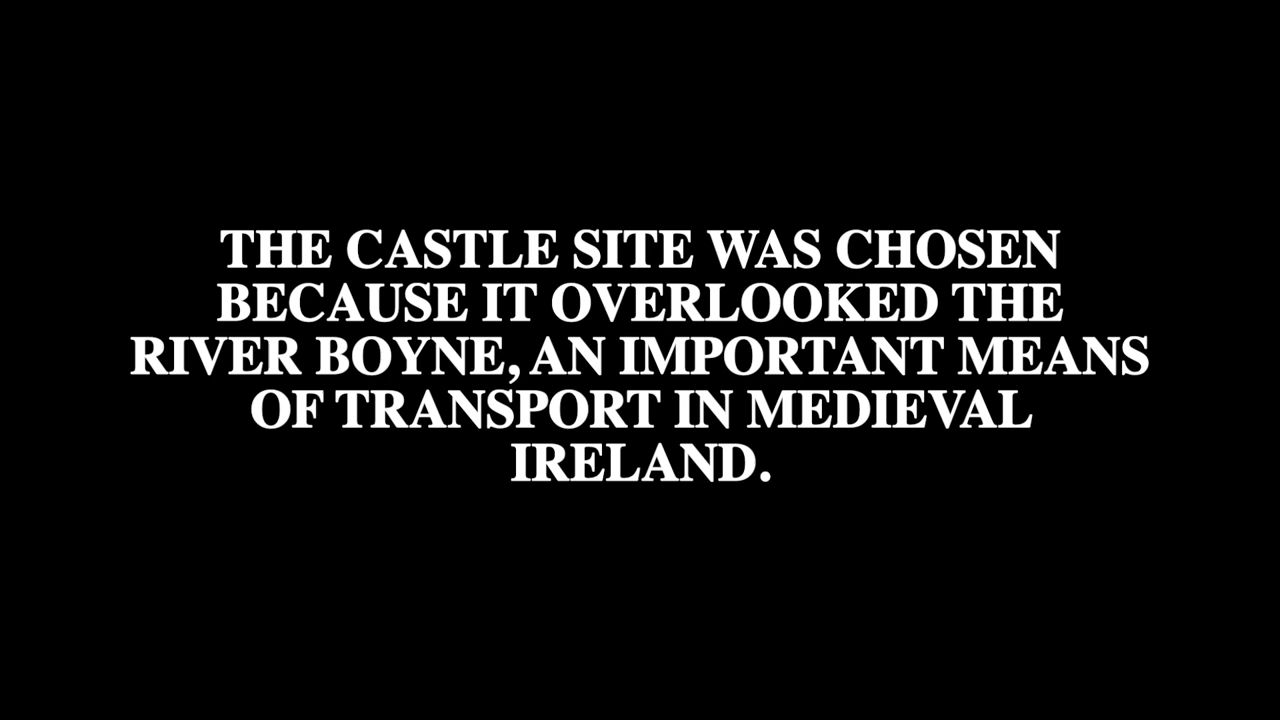 THE CASTLE SITE WAS CHOSEN
BECAUSE IT OVERLOOKED THE
RIVER BOYNE, AN IMPORTANT MEANS
OF TRANSPORT IN MEDIEVAL
IRELAND.